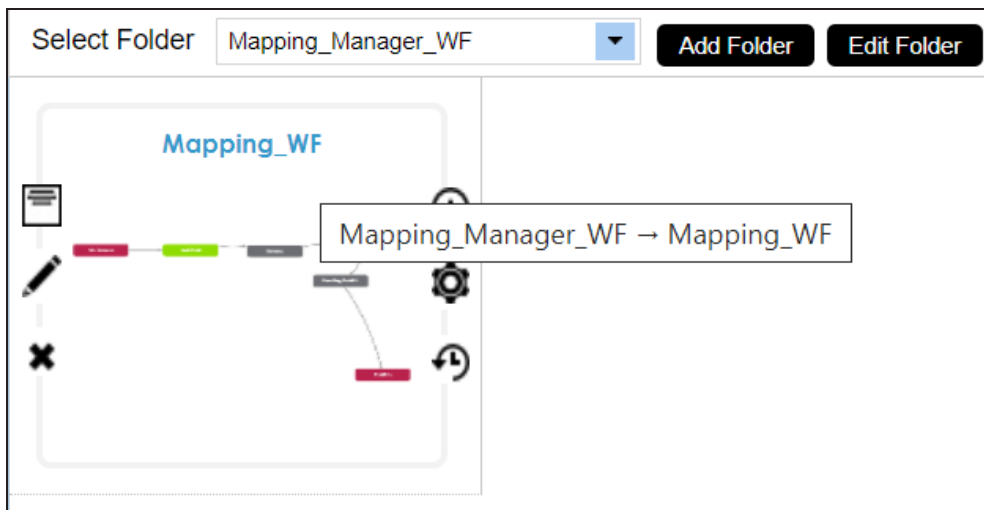 Select Folder
Mapping_Manager_WF
Add Folder
Edit Folder
Mapping_WF
Mapping_Manager_WF → Mapping_WF